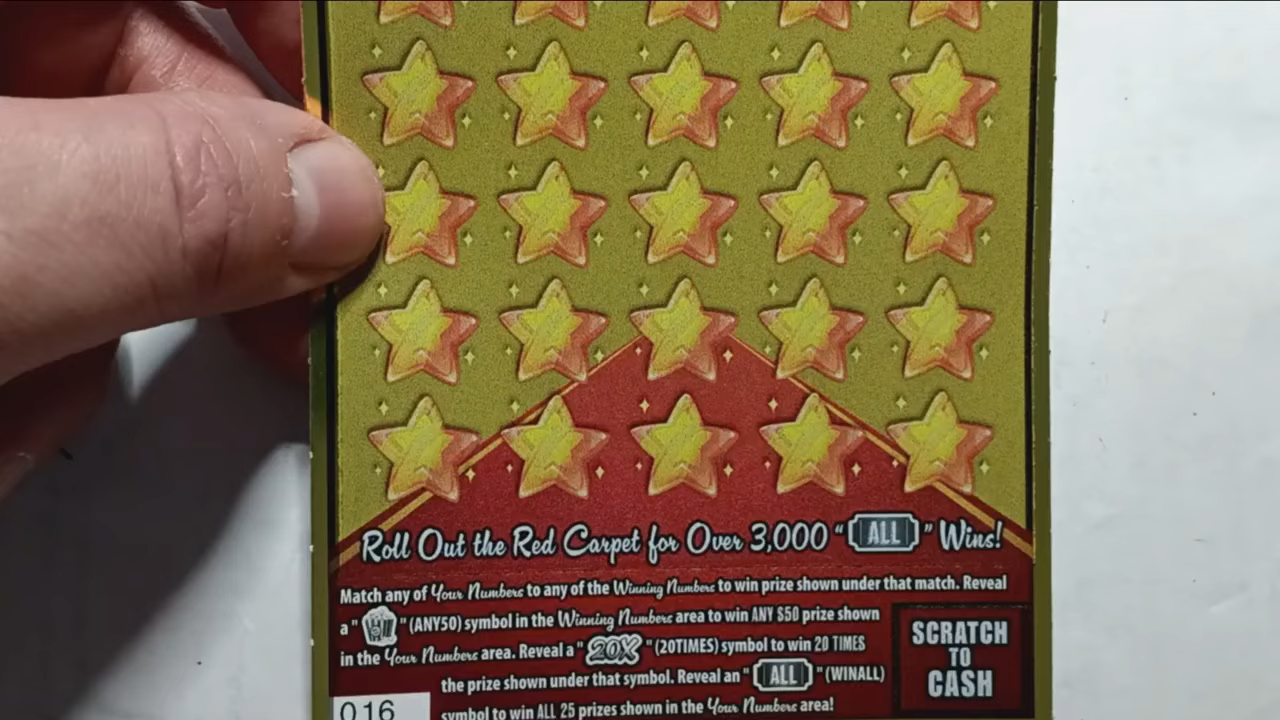 Roll Out the Red Carpet for Over 3,000 "ALL" Wins!
Match any of Your Numbers to any of the Winning Numbers to win prize shown under that match. Reveal
a "" (ANY50) symbol in the Winning Numbers area to win ANY $50 prize shown
in the Your Numbers area. Reveal a "20X" (20TIMES) symbol to win 20 TIMES
the prize shown under that symbol. Reveal an "ALL" (WINALL)
symbol to win ALL 25 prizes shown in the Your Numbers area!
SCRATCH
TO
CASH
016